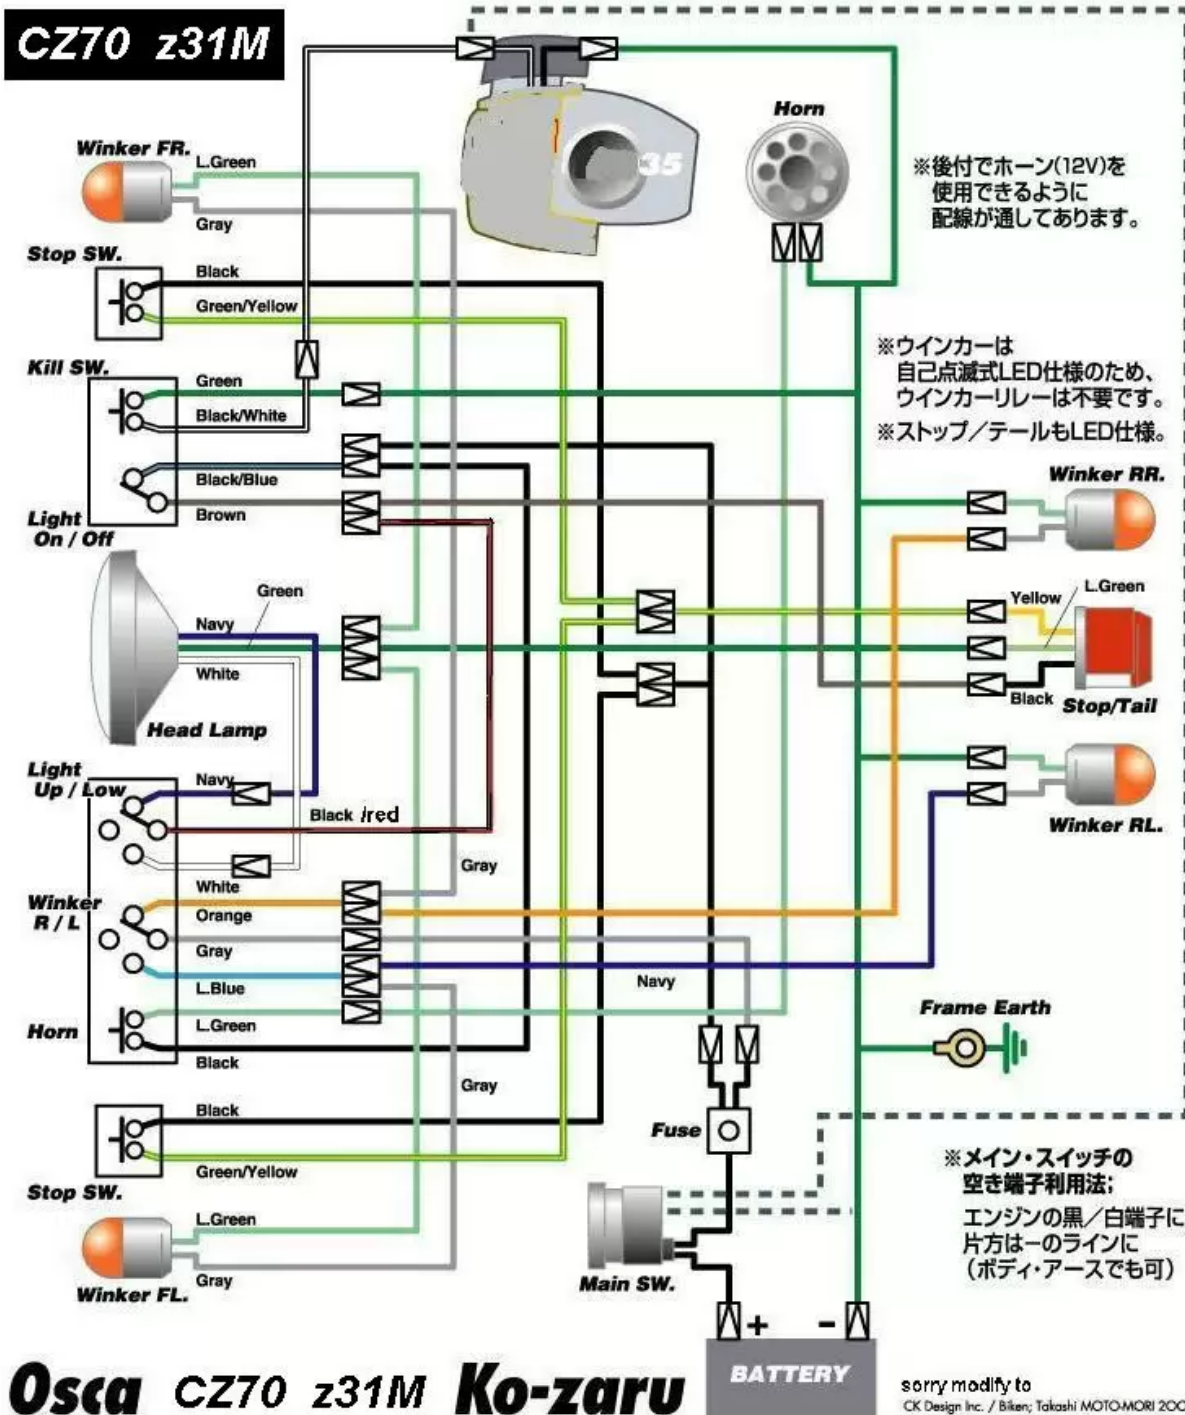 CZ70 z31M
Winker FR.
L.Green
Gray
Horn
35
※後付でホーン(12V)を
使用できるように
配線が通してあります。
Stop SW.
Black
Green/Yellow
Kill SW.
Green
Black/White
※ウインカーは
自己点滅式LED仕様のため、
ウインカーリレーは不要です。
※ストップ／テールもLED仕様。
Black/Blue
Brown
Light
On / Off
Winker RR.
Green
Navy
White
Head Lamp
Yellow
L.Green
Black
Stop/Tail
Light
Up / Low
Navy
Black /red
Gray
Winker RL.
White
Winker
R / L
Orange
Gray
L.Blue
Navy
Horn
L.Green
Black
Gray
Frame Earth
Black
Fuse
Green/Yellow
Stop SW.
※メイン・スイッチの
空き端子利用法;
エンジンの黒／白端子に
片方は－のラインに
（ボディ・アースでも可）
L.Green
Gray
Winker FL.
Main SW.
+
-
BATTERY
Osca CZ70 z31M Ko-zaru
sorry modify to
CK Design Inc. / Biken; Takashi MOTO-MORI 200